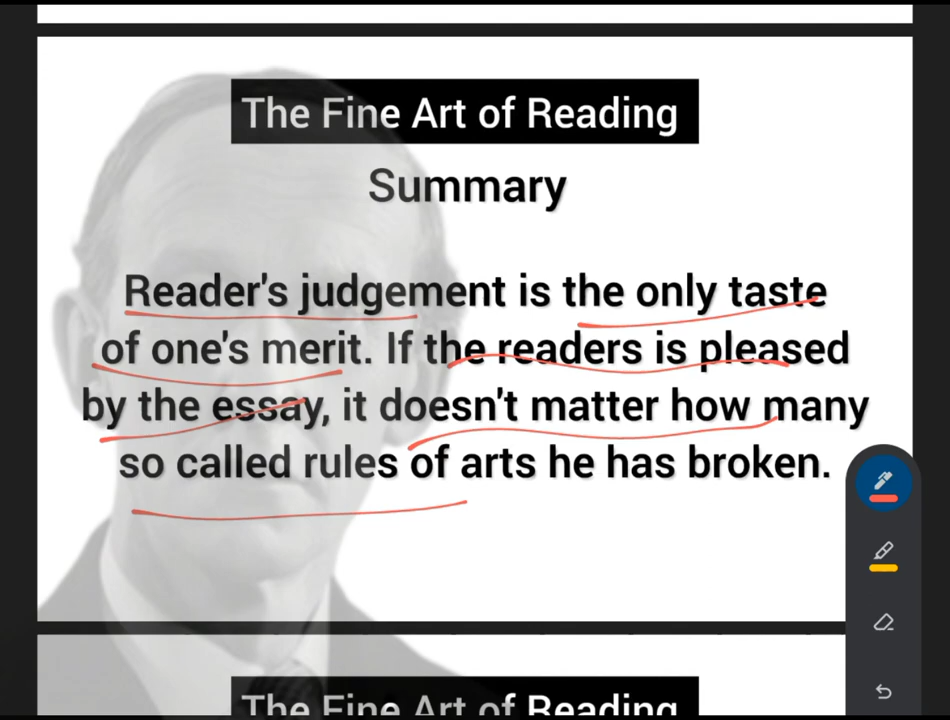 The Fine Art of Reading
Summary
Reader's judgement is the only taste
of one's merit. If the readers is pleased
by the essay, it doesn't matter how many
so called rules of arts he has broken.
The Fine Art of Reading